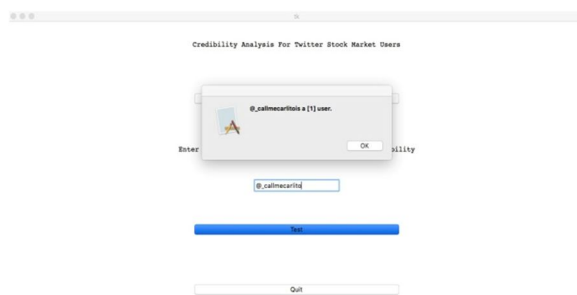 Credibility Analysis For Twitter Stock Market Users
@_callmecarlitois a [1] user.
OK
Enter
bility
@_callmecarlito
Test
Quit